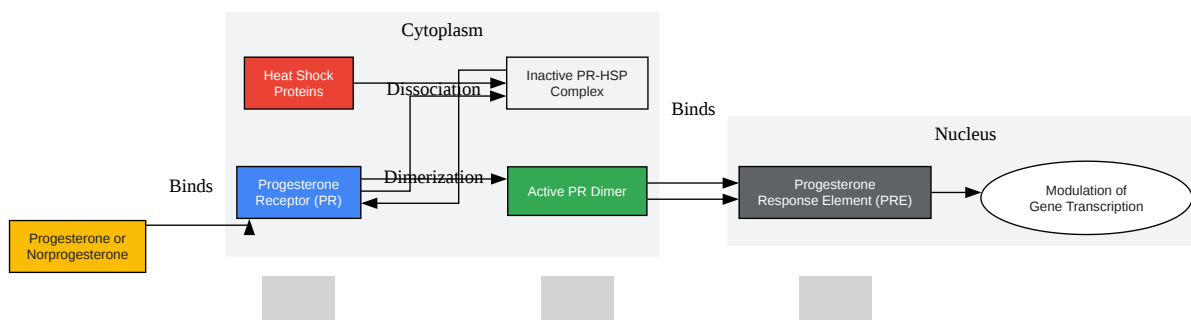 Cytoplasm
Heat Shock
Proteins
Dissociation
Inactive PR-HSP
Complex
Binds
Nucleus
Binds
Progesterone
Receptor (PR)
Dimerization
Active PR Dimer
Progesterone
Response Element (PRE)
Modulation of
Gene Transcription
Progesterone or
Norprogesterone